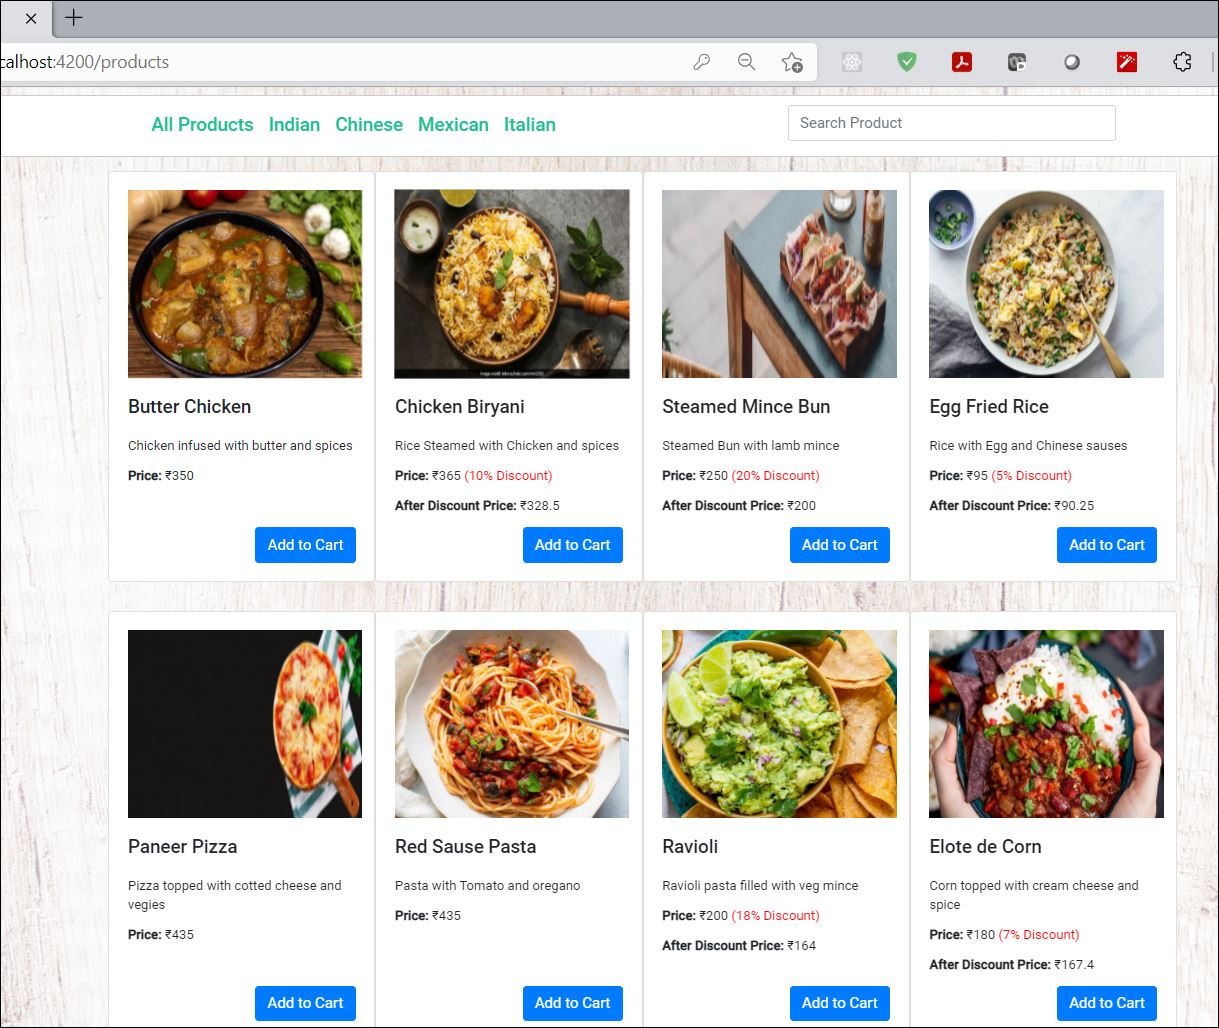 calhost:4200/products
All Products Indian Chinese Mexican Italian
Search Product
Butter Chicken
Chicken infused with butter and spices
Price: ₹350
Add to Cart
Chicken Biryani
Rice Steamed with Chicken and spices
Price: ₹365 (10% Discount)
After Discount Price: ₹328.5
Add to Cart
Steamed Mince Bun
Steamed Bun with lamb mince
Price: ₹250 (20% Discount)
After Discount Price: ₹200
Add to Cart
Egg Fried Rice
Rice with Egg and Chinese sauses
Price: ₹95 (5% Discount)
After Discount Price: ₹90.25
Add to Cart
Paneer Pizza
Pizza topped with cotted cheese and
vegies
Price: ₹435
Add to Cart
Red Sause Pasta
Pasta with Tomato and oregano
Price: ₹435
Add to Cart
Ravioli
Ravioli pasta filled with veg mince
Price: ₹200 (18% Discount)
After Discount Price: ₹164
Add to Cart
Elote de Corn
Corn topped with cream cheese and
spice
Price: ₹180 (7% Discount)
After Discount Price: ₹167.4
Add to Cart